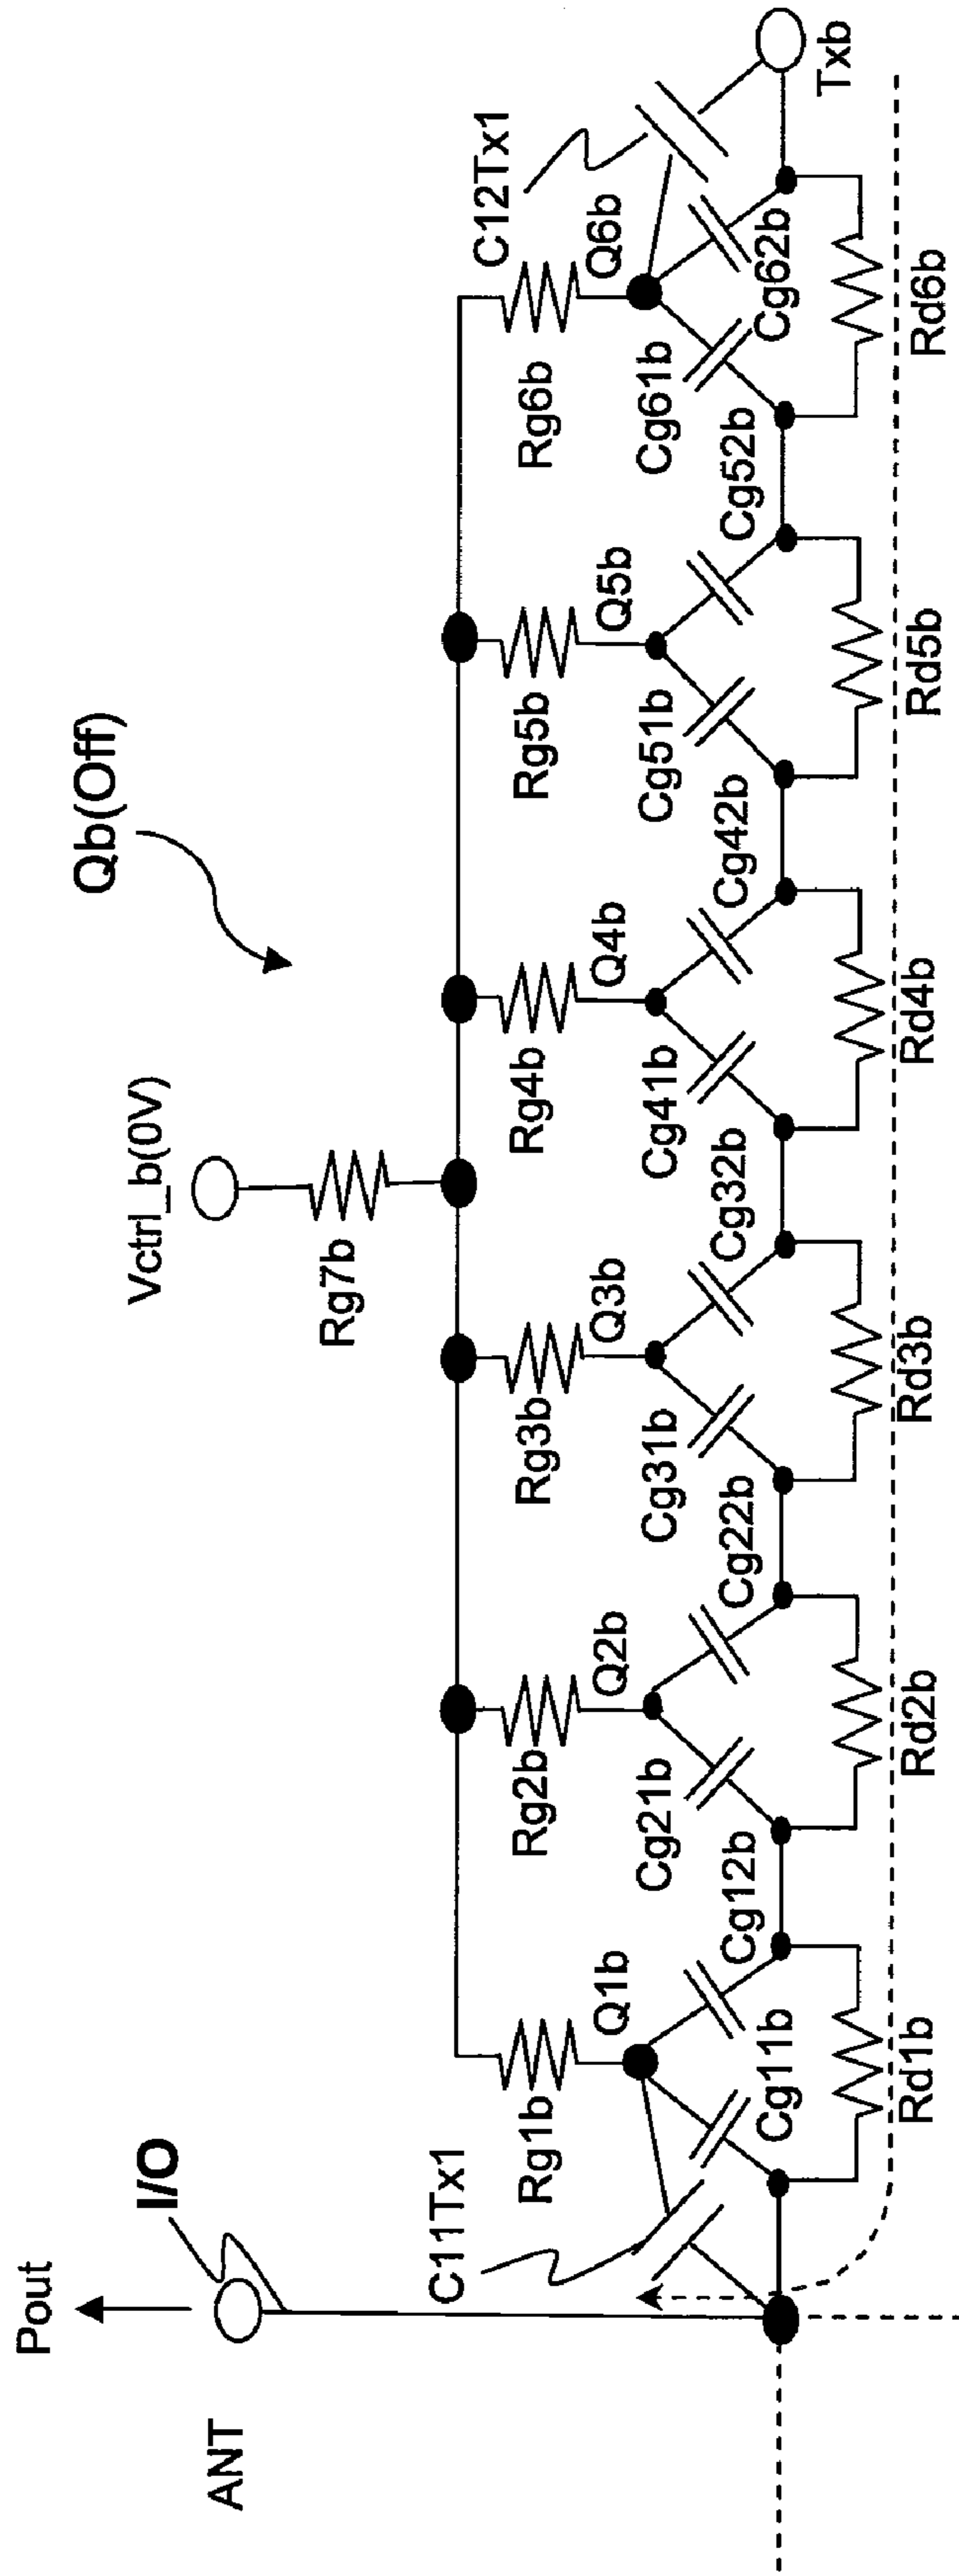 Pout
I/O
ANT
Qb(Off)
Vctrl_b(0V)
Rg7b
C11Tx1
C12Tx1
Rg1b
Q1b
Rg2b
Q2b
Rg3b
Q3b
Rg4b
Q4b
Rg5b
Q5b
Rg6b
Q6b
Cg11b
Cg12b
Cg21b
Cg22b
Cg31b
Cg32b
Cg41b
Cg42b
Cg51b
Cg52b
Cg61b
Cg62b
Txb
Rd1b
Rd2b
Rd3b
Rd4b
Rd5b
Rd6b